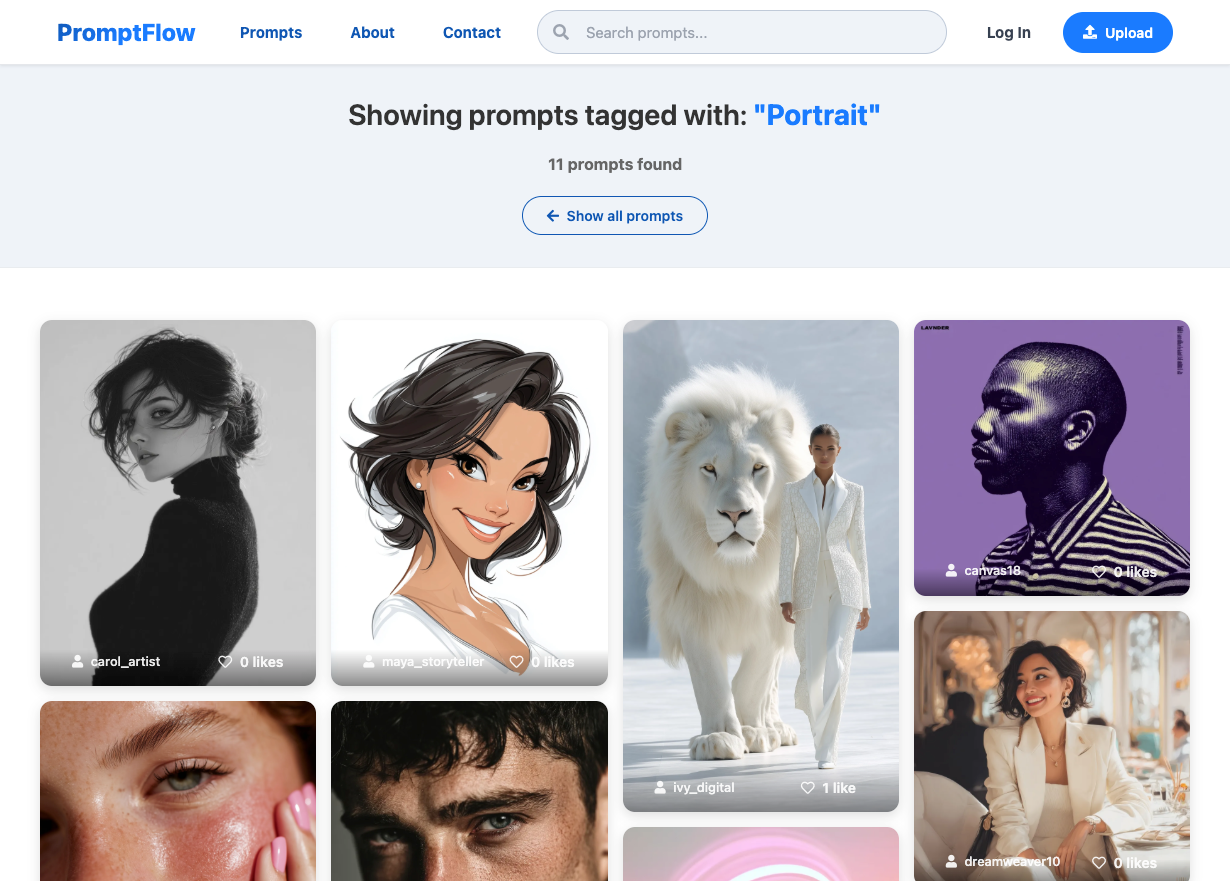 PromptFlow
Prompts
About
Contact
Search prompts...
Log In
Upload
Showing prompts tagged with: "Portrait"
11 prompts found
Show all prompts
LAVNDER
carol_artist
0 likes
maya_storyteller
0 likes
ivy_digital
1 like
canvas18
0 likes
dreamweaver10
0 likes